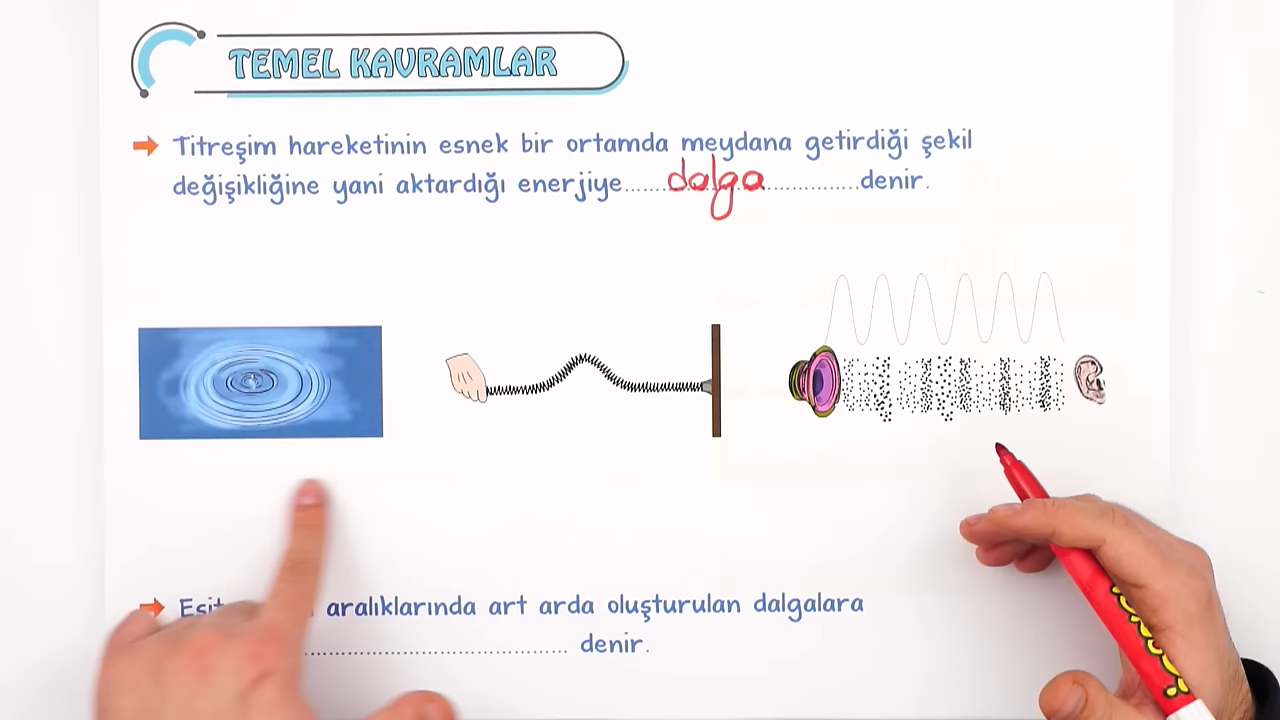 TEMEL KAVRAMLAR
Titreşim hareketinin esnek bir ortamda meydana getirdiği şekil
değişikliğine yani aktardığı enerjiye......dalga......denir.
aralıklarında art arda oluşturulan dalgalara
...... denir.